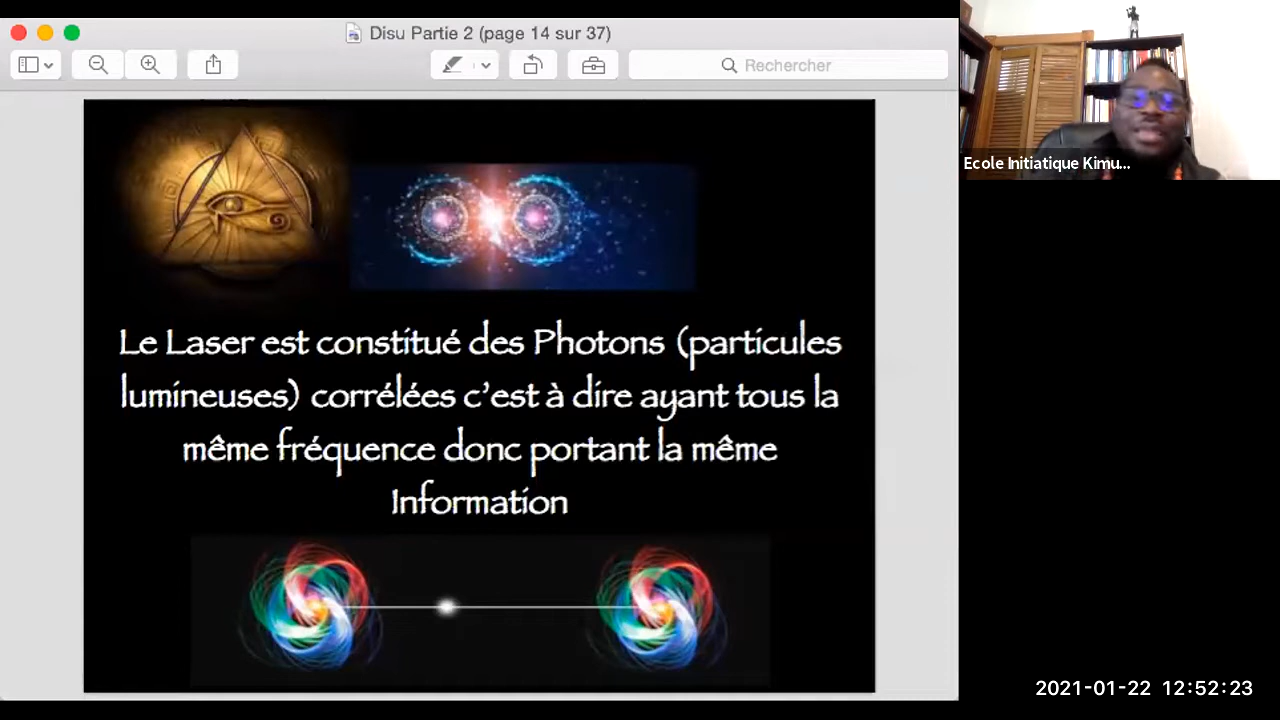 Disu Partie 2 (page 14 sur 37)
Rechercher
Le Laser est constitué des Photons (particules
lumineuses) corrélées c’est à dire ayant tous la
même fréquence donc portant la même
Information
Ecole Initiatique Kimu...
2021-01-22 12:52:23